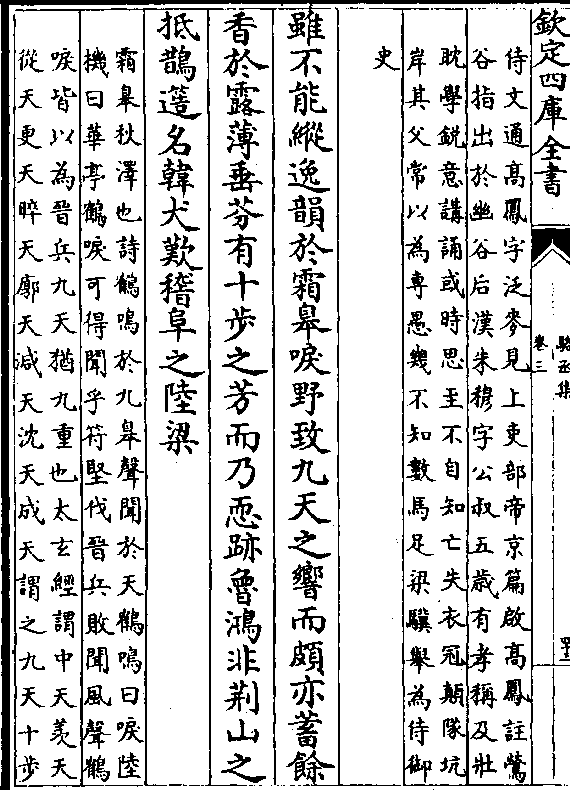 欽定四庫全書
駱丞集
卷三
侍文通高鳳字泛麥見上吏部帝京篇啟高鳳註鶯
谷指出於幽谷后漢朱穆字公叔五歲有孝稱及壯
耽學銳意講誦或時思至不自知亡失衣冠顛隊坑
岸其父常以為專愚幾不知數馬足梁驥舉為侍御
史
雖不能縱逸韻於霜皋唳野致九天之響而頗亦蓄餘
香於露薄垂芬有十步之芳而乃恧跡魯鴻非荆山之
抵鵲蓫名韓犬歎稽阜之陸梁
霜皋秋澤也詩鶴鳴於九皋聲聞於天鶴鳴曰唳陸
機曰華亭鶴唳可得聞乎符堅伐晉兵敗聞風聲鶴
唳皆以為晉兵九天猶九重也太玄經謂中天羨天
從天更天晬天廓天減天沈天成天謂之九天十步